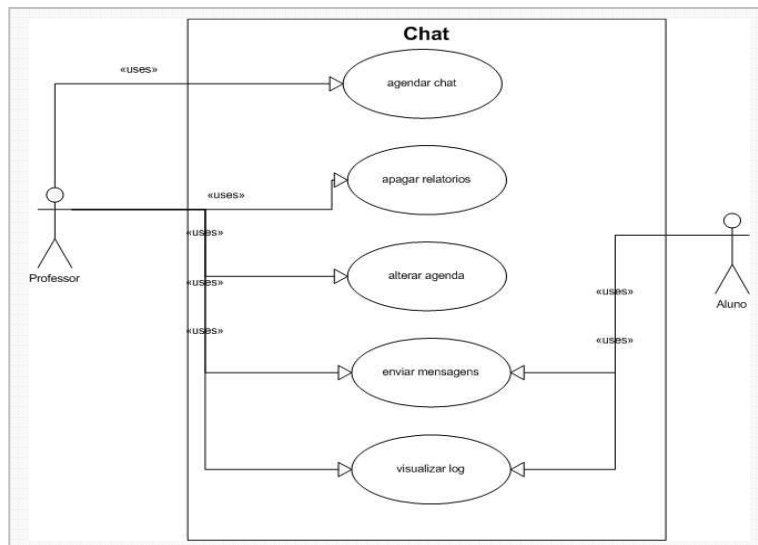 Chat
«uses»
agendar chat
apagar relatorios
«uses»
«uses»
Professor
alterar agenda
«uses»
«uses»
Aluno
«uses»
«uses»
enviar mensagens
visualizar log